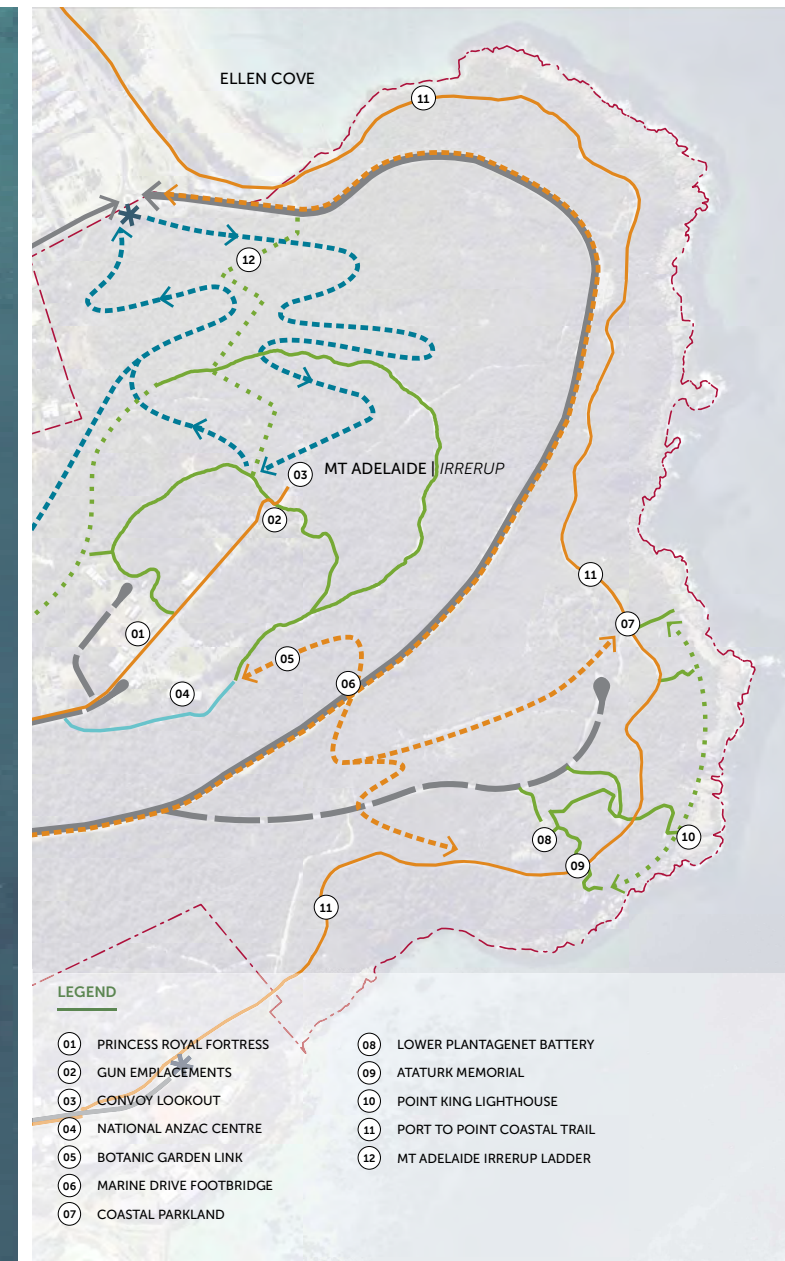 ELLEN COVE
11
12
03
MT ADELAIDE | IRRERUP
02
11
07
01
05
06
04
10
08
09
11
LEGEND
01 PRINCESS ROYAL FORTRESS
02 GUN EMPLACEMENTS
03 CONVOY LOOKOUT
04 NATIONAL ANZAC CENTRE
05 BOTANIC GARDEN LINK
06 MARINE DRIVE FOOTBRIDGE
07 COASTAL PARKLAND
08 LOWER PLANTAGENET BATTERY
09 ATATURK MEMORIAL
10 POINT KING LIGHTHOUSE
11 PORT TO POINT COASTAL TRAIL
12 MT ADELAIDE IRRERUP LADDER